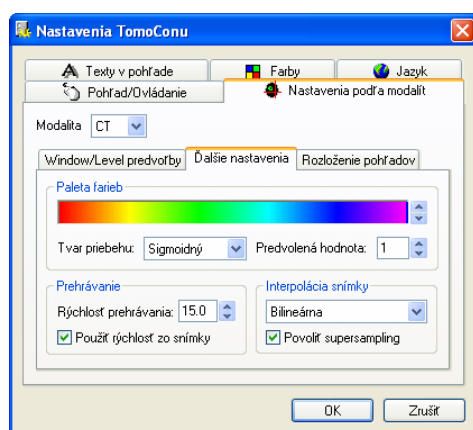 Nastavenia TomoConu
Texty v pohľade
Farby
Jazyk
Pohľad/Ovládanie
Nastavenia podľa modalít
Modalita CT
Window/Level predvoľby
Ďalšie nastavenia
Rozloženie pohľadov
Paleta farieb
Tvar priebehu: Sigmoidný
Predvolená hodnota: 1
Prehrávanie
Rýchlosť prehrávania: 15.0
Použiť rýchlosť zo snímky
Interpolácia snímky
Bilineárna
Povoliť supersampling
OK
Zrušiť